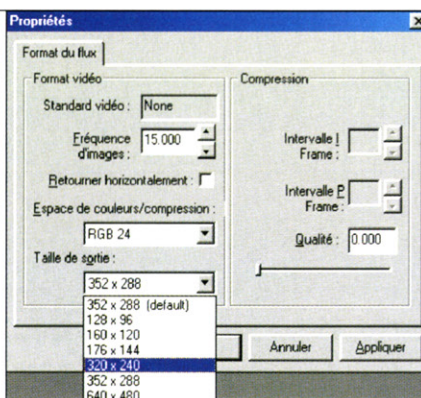 Propriétés
Format du flux
Format vidéo
Standard vidéo : None
Fréquence d'images : 15.000
Retourner horizontalement :
Espace de couleurs/compression :
RGB 24
Taille de sortie :
352 x 288
352 x 288 (default)
128 x 96
160 x 120
176 x 144
320 x 240
352 x 288
640 x 480
Compression
Intervalle I Frame :
Intervalle P Frame :
Qualité : 0.000
Annuler
Appliquer